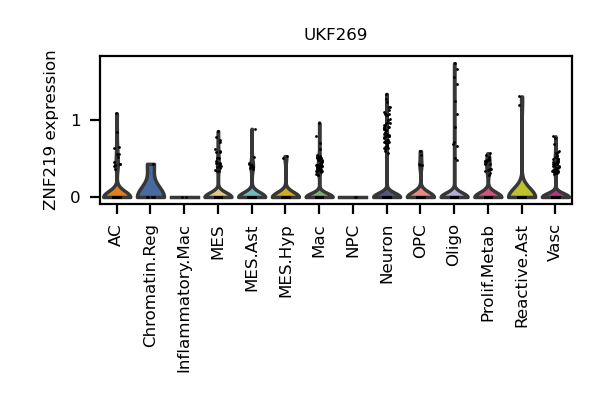 UKF269
ZNF219 expression
1
0
AC
Chromatin.Reg
Inflammatory.Mac
MES
MES.Ast
MES.Hyp
Mac
NPC
Neuron
OPC
Oligo
Prolif.Metab
Reactive.Ast
Vasc